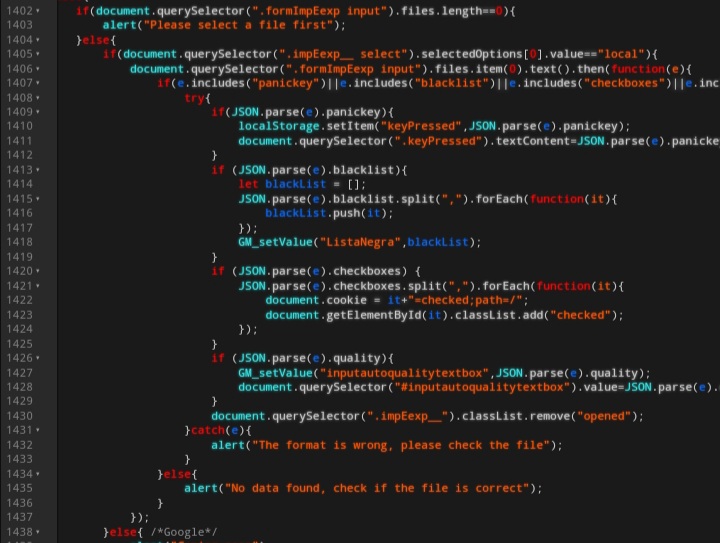 1402 if(document.querySelector(".formImpEexp input").files.length==0){
1403 alert("Please select a file first");
1404 }else{
1405 if(document.querySelector(".impEexp__ select").selectedOptions[0].value=="local"){
1406 document.querySelector(".formImpEexp input").files.item(0).text().then(function(e){
1407 if(e.includes("panickey")||e.includes("blacklist")||e.includes("checkboxes")||e.inc
1408 try{
1409 if(JSON.parse(e).panickey){
1410 localStorage.setItem("keyPressed",JSON.parse(e).panickey);
1411 document.querySelector(".keyPressed").textContent=JSON.parse(e).panicke
1412 }
1413 if (JSON.parse(e).blacklist){
1414 let blackList = [];
1415 JSON.parse(e).blacklist.split(",").forEach(function(it){
1416 blackList.push(it);
1417 });
1418 GM_setValue("ListaNegra",blackList);
1419 }
1420 if (JSON.parse(e).checkboxes) {
1421 JSON.parse(e).checkboxes.split(",").forEach(function(it){
1422 document.cookie = it+"=checked;path=/";
1423 document.getElementById(it).classList.add("checked");
1424 });
1425 }
1426 if (JSON.parse(e).quality){
1427 GM_setValue("inputautoqualitytextbox",JSON.parse(e).quality);
1428 document.querySelector("#inputautoqualitytextbox").value=JSON.parse(e).
1429 }
1430 document.querySelector(".impEexp__").classList.remove("opened");
1431 }catch(e){
1432 alert("The format is wrong, please check the file");
1433 }
1434 }else{
1435 alert("No data found, check if the file is correct");
1436 }
1437 });
1438 }else{ /*Google*/